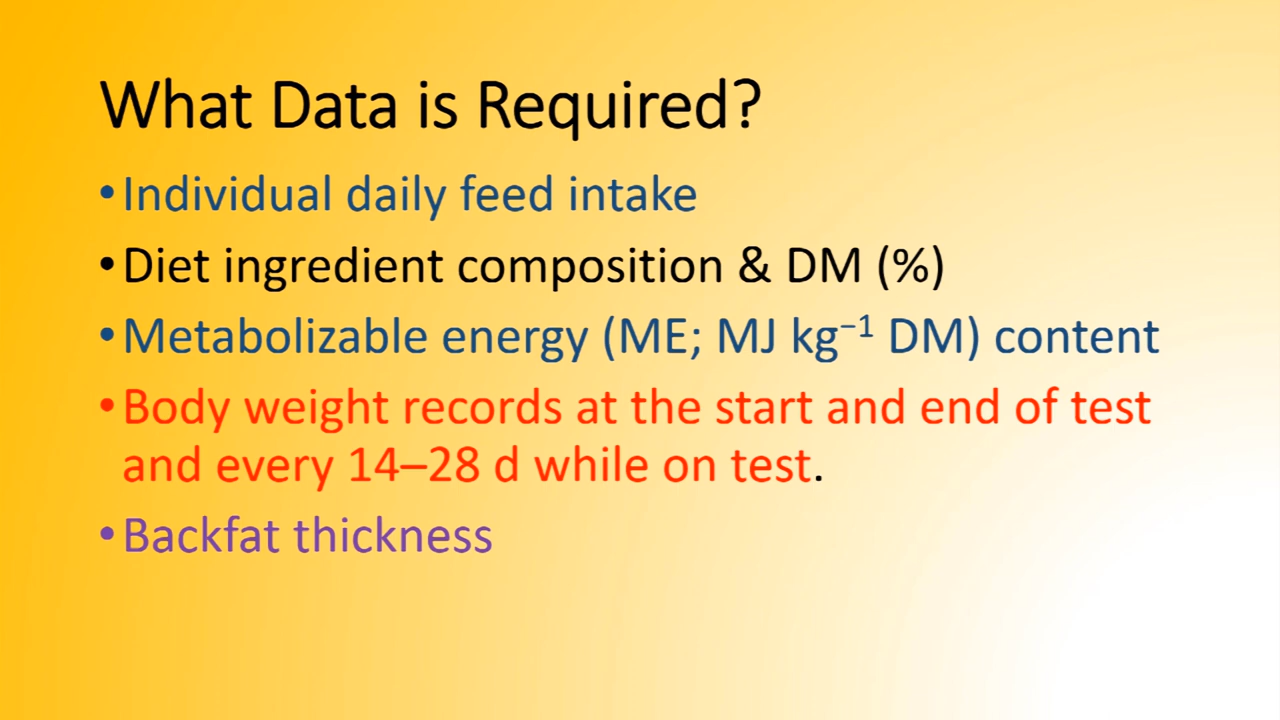 What Data is Required?
•Individual daily feed intake
•Diet ingredient composition & DM (%)
•Metabolizable energy (ME; MJ kg⁻¹ DM) content
•Body weight records at the start and end of test
and every 14–28 d while on test.
•Backfat thickness